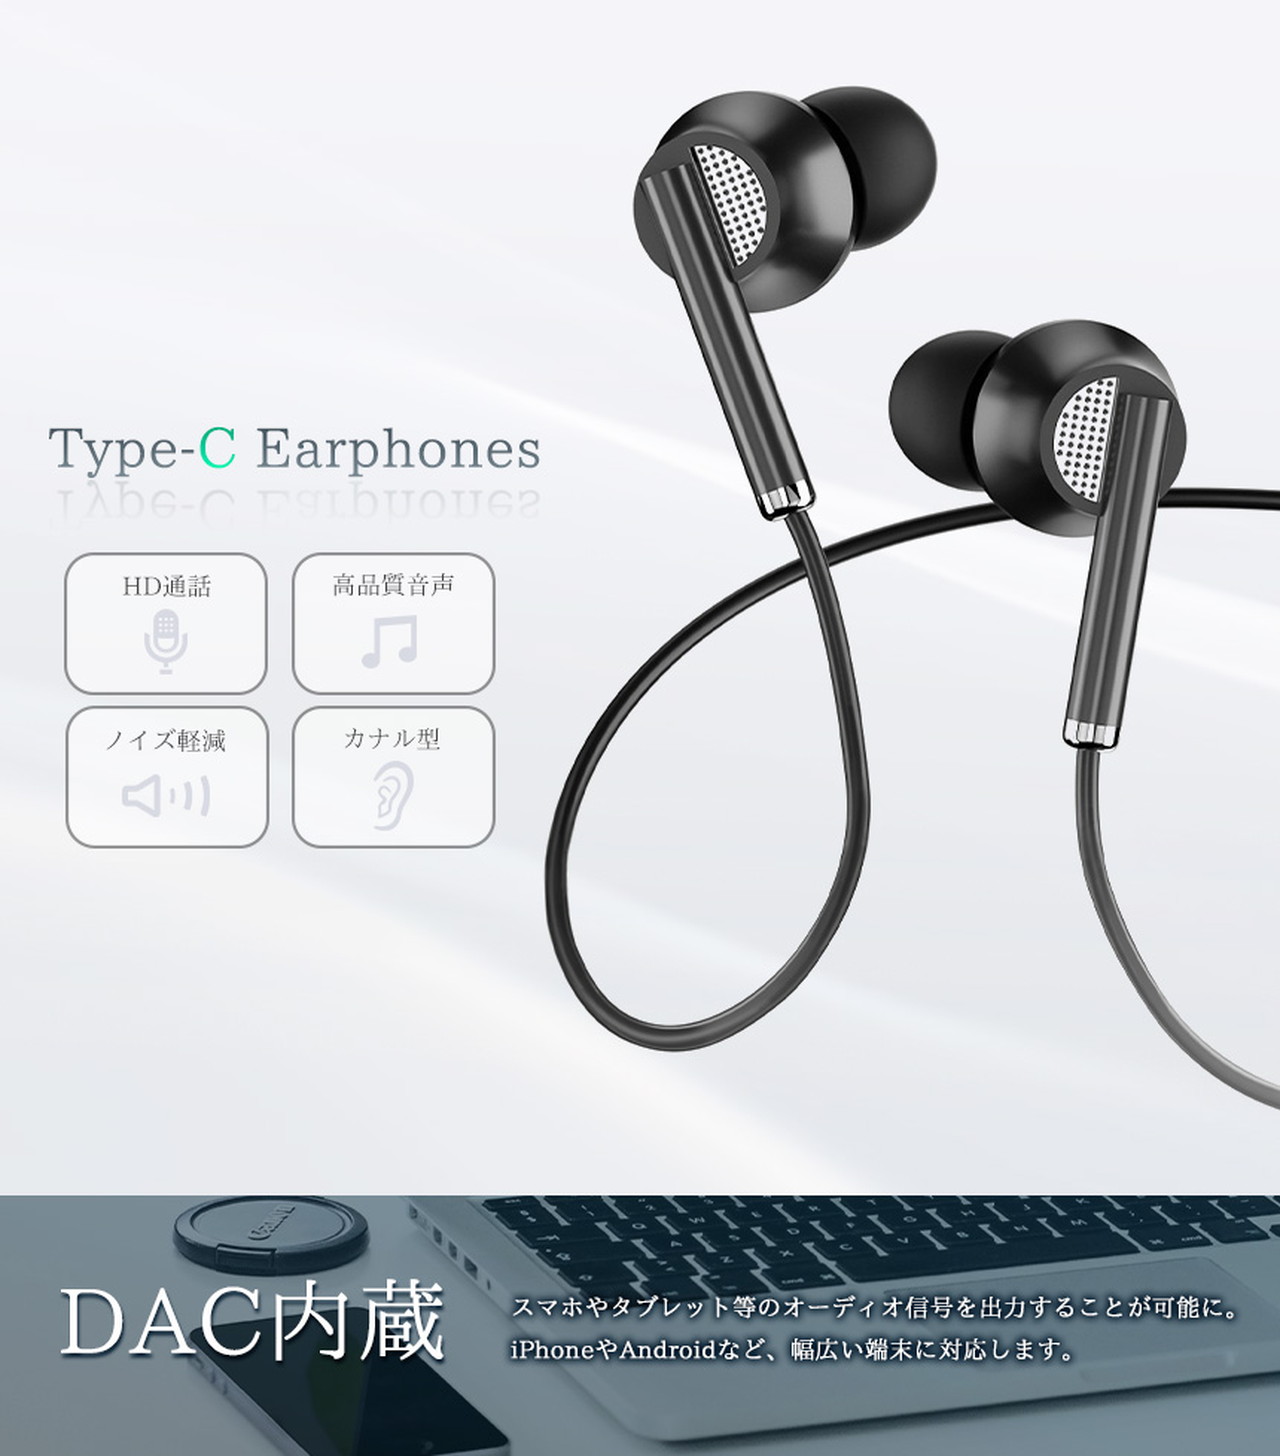 Type-C Earphones
HD通話
高品質音声
ノイズ軽減
カナル型
DAC内蔵
スマホやタブレット等のオーディオ信号を出力することが可能に。
iPhoneやAndroidなど、幅広い端末に対応します。